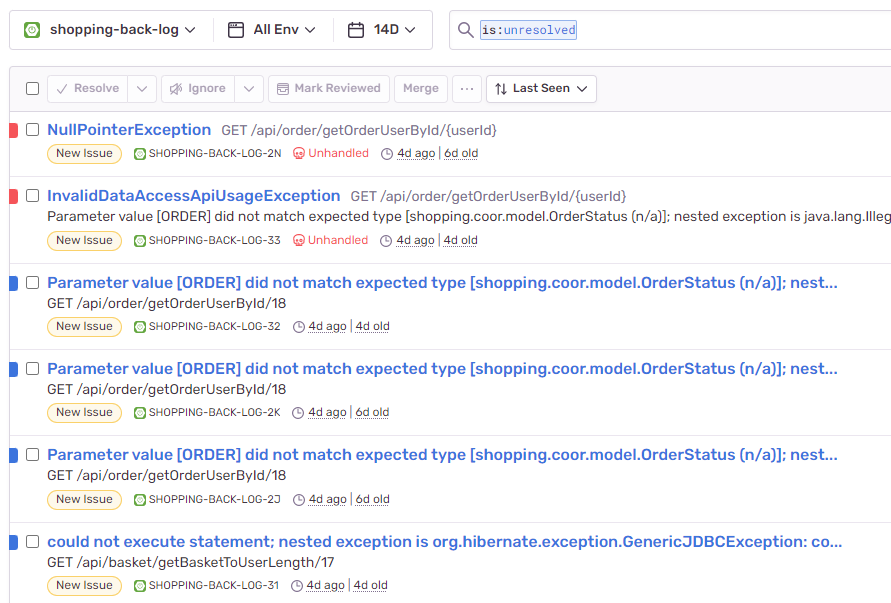 shopping-back-log All Env 14D is:unresolved
Resolve Ignore Mark Reviewed Merge ... Last Seen
NullPointerException GET /api/order/getOrderUserById/{userId}
New Issue SHOPPING-BACK-LOG-2N Unhandled 4d ago | 6d old
InvalidDataAccessApiUsageException GET /api/order/getOrderUserById/{userId}
Parameter value [ORDER] did not match expected type [shopping.coor.model.OrderStatus (n/a)]; nested exception is java.lang.Illeg
New Issue SHOPPING-BACK-LOG-33 Unhandled 4d ago | 4d old
Parameter value [ORDER] did not match expected type [shopping.coor.model.OrderStatus (n/a)]; nest...
GET /api/order/getOrderUserById/18
New Issue SHOPPING-BACK-LOG-32 4d ago | 4d old
Parameter value [ORDER] did not match expected type [shopping.coor.model.OrderStatus (n/a)]; nest...
GET /api/order/getOrderUserById/18
New Issue SHOPPING-BACK-LOG-2K 4d ago | 6d old
Parameter value [ORDER] did not match expected type [shopping.coor.model.OrderStatus (n/a)]; nest...
GET /api/order/getOrderUserById/18
New Issue SHOPPING-BACK-LOG-2J 4d ago | 6d old
could not execute statement; nested exception is org.hibernate.exception.GenericJDBCException: co...
GET /api/basket/getBasketToUserLength/17
New Issue SHOPPING-BACK-LOG-31 4d ago | 4d old